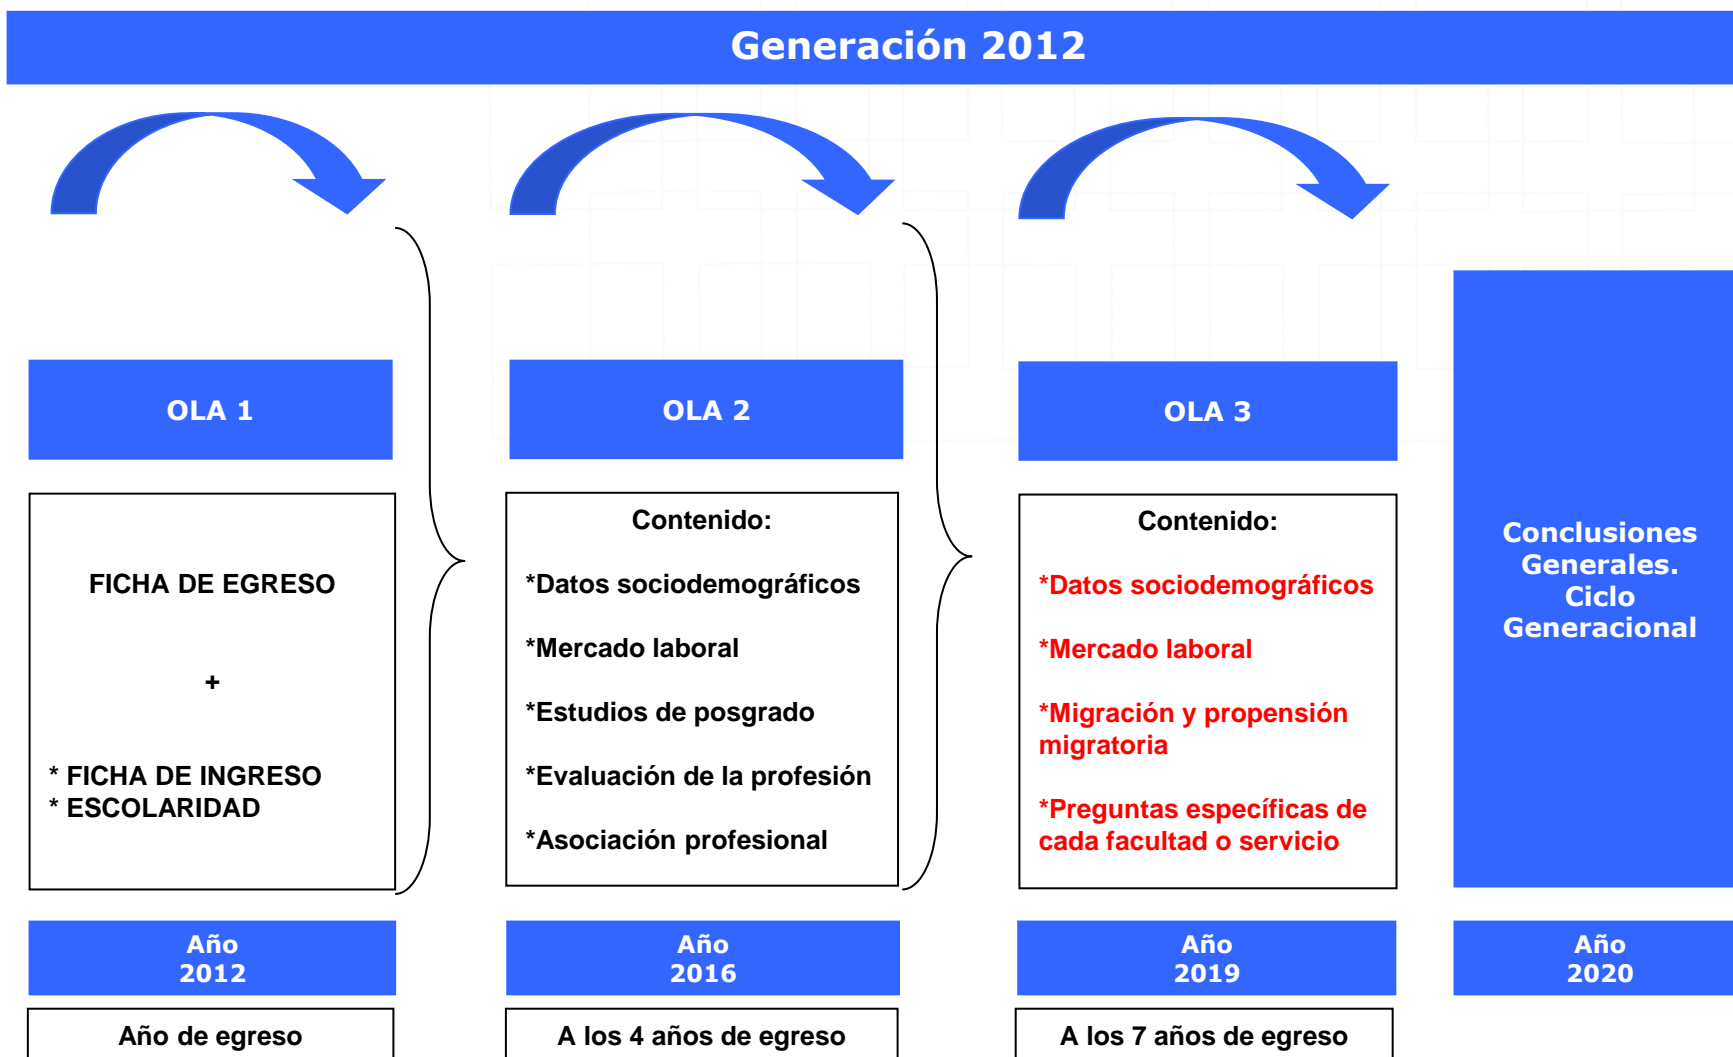 Generación 2012
OLA 1
FICHA DE EGRESO
+
* FICHA DE INGRESO
* ESCOLARIDAD
Año
2012
Año de egreso
OLA 2
Contenido:
*Datos sociodemográficos
*Mercado laboral
*Estudios de posgrado
*Evaluación de la profesión
*Asociación profesional
Año
2016
A los 4 años de egreso
OLA 3
Contenido:
*Datos sociodemográficos
*Mercado laboral
*Migración y propensión
migratoria
*Preguntas específicas de
cada facultad o servicio
Año
2019
A los 7 años de egreso
Conclusiones
Generales.
Ciclo
Generacional
Año
2020